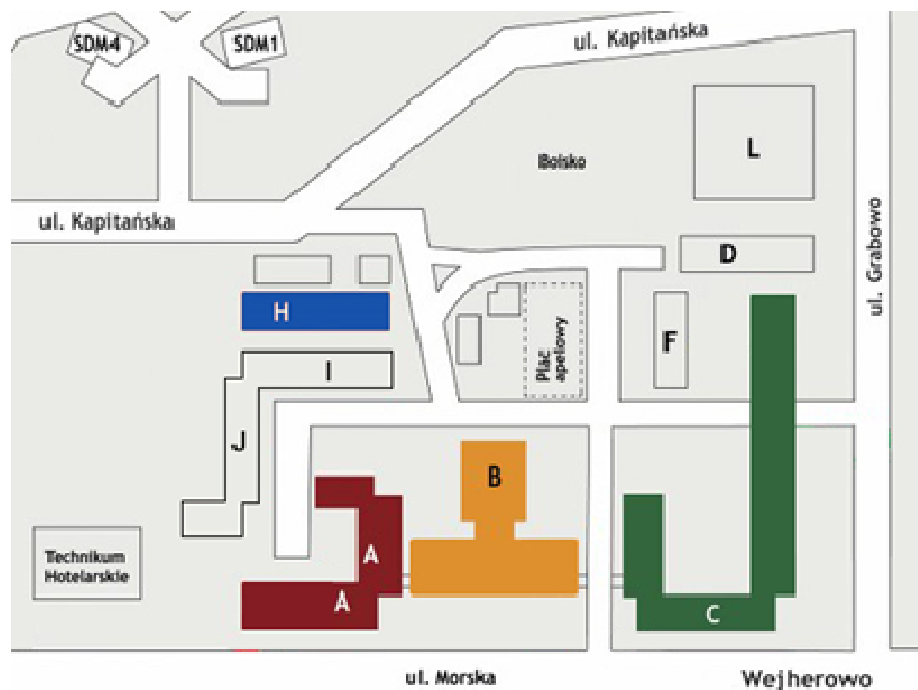 ul. Kapitańska
SDM4
SDM1
L
Boisko
ul. Kapitańska
ul. Grabowo
D
H
F
Plac
apelowy
I
J
B
A
Technikum
Hotelarskie
A
C
ul. Morska
Wejherowo